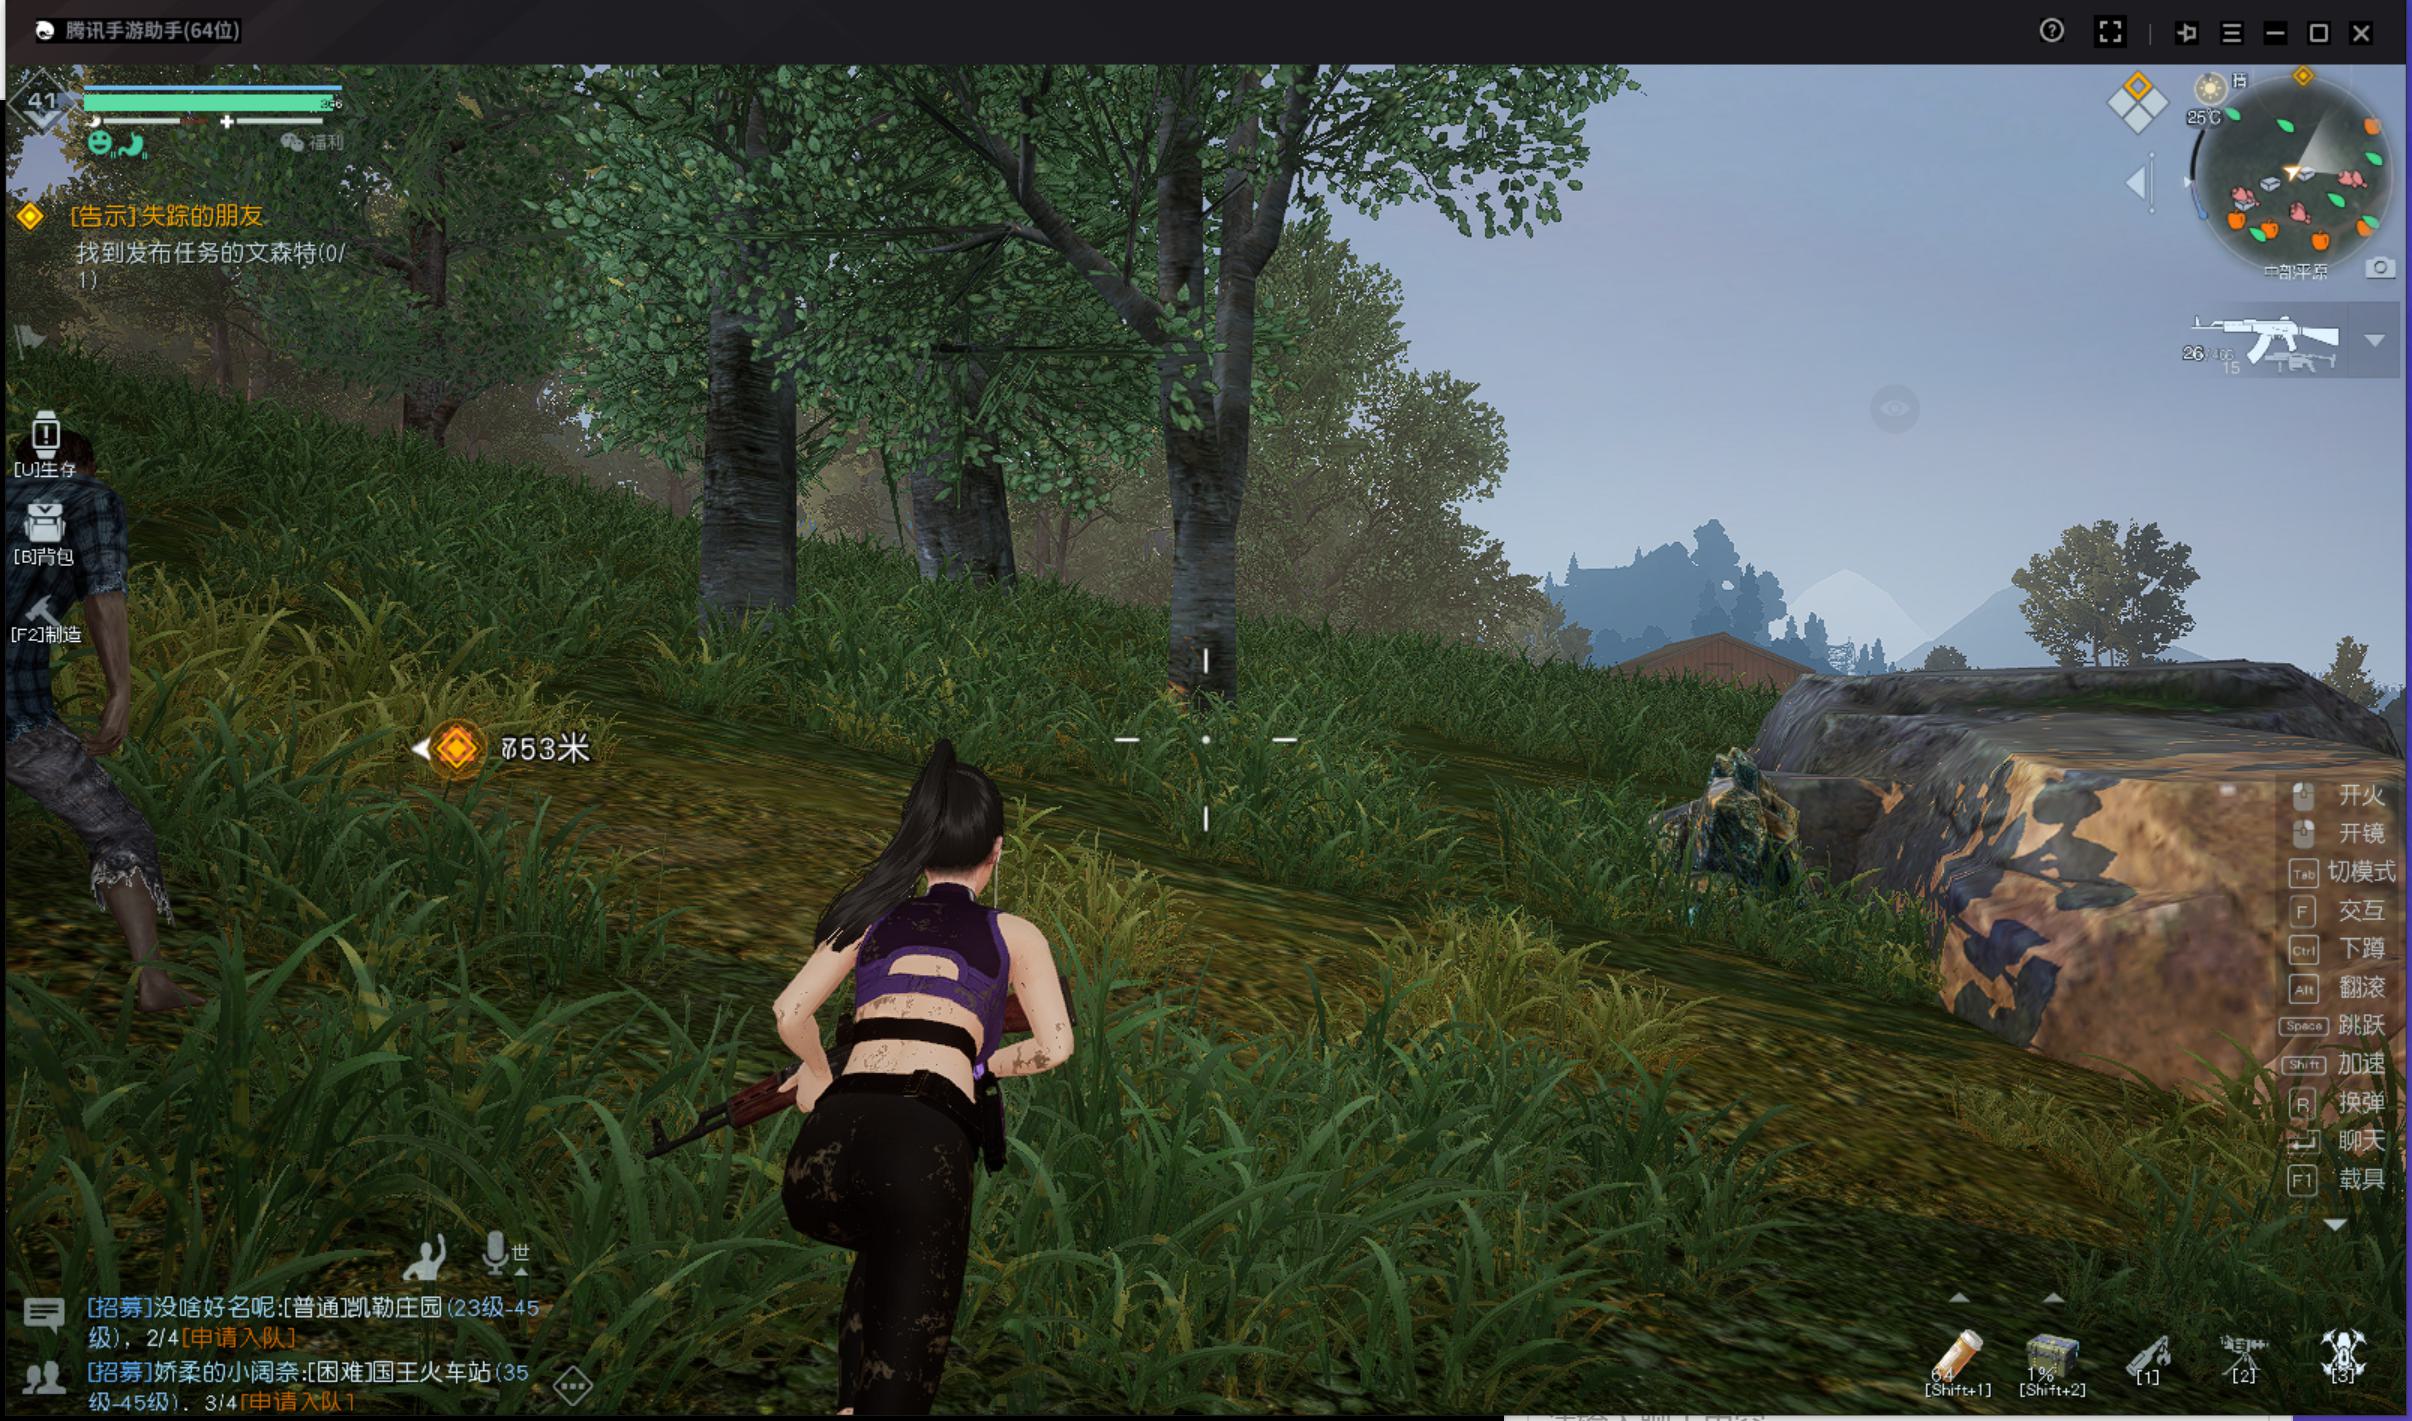 腾讯手游助手(64位)
41
366
福利
[告示]失踪的朋友
找到发布任务的文森特(0/
1)
25℃
中部平原
26/466
15
[U]生存
[B]背包
[F2]制造
753米
开火
开镜
Tab 切模式
F 交互
Ctrl 下蹲
Alt 翻滚
Space 跳跃
Shift 加速
R 换弹
聊天
F1 载具
世
[招募]没啥好名呢:[普通]凯勒庄园(23级-45
级), 2/4[申请入队]
[招募]娇柔的小阔奈:[困难]国王火车站(35
级-45级). 3/4[申请入队]
64
[Shift+1]
1%
[Shift+2]
[1]
[2]
[3]